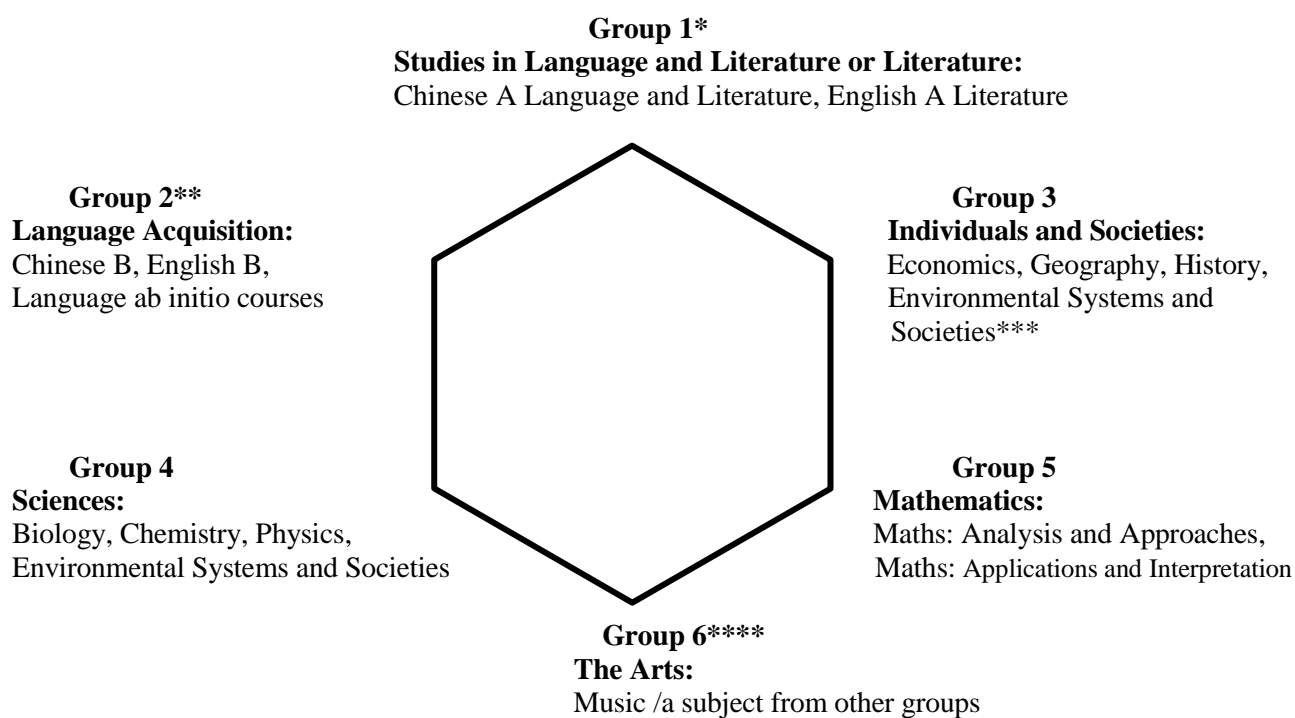 Group 1*
Studies in Language and Literature or Literature:
Chinese A Language and Literature, English A Literature
Group 2**
Language Acquisition:
Chinese B, English B,
Language ab initio courses
Group 3
Individuals and Societies:
Economics, Geography, History,
Environmental Systems and
Societies***
Group 4
Sciences:
Biology, Chemistry, Physics,
Environmental Systems and Societies
Group 5
Mathematics:
Maths: Analysis and Approaches,
Maths: Applications and Interpretation
Group 6****
The Arts:
Music /a subject from other groups